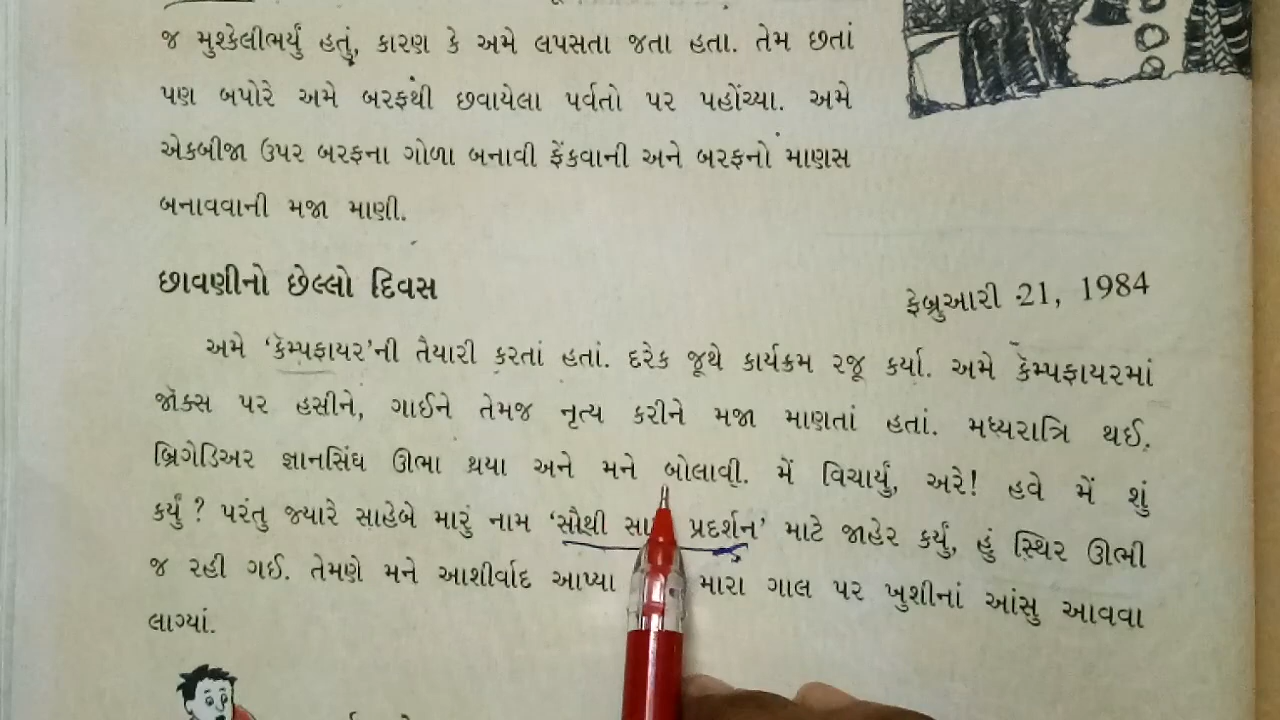 જ મુશ્કેલીભર્યું હતું, કારણ કે અમે લપસતા જતા હતા. તેમ છતાં
પણ બપોરે અમે બરફથી છવાયેલા પર્વતો પર પહોંચ્યા. અમે
એકબીજા ઉપર બરફના ગોળા બનાવી ફેંકવાની અને બરફનો માણસ
બનાવવાની મજા માણી.
છાવણીનો છેલ્લો દિવસ ફેબ્રુઆરી 21, 1984
અમે ‘કૅમ્પફાયર’ની તૈયારી કરતાં હતાં. દરેક જૂથે કાર્યક્રમ રજૂ કર્યા. અમે કૅમ્પફાયરમાં
જૉક્સ પર હસીને, ગાઈને તેમજ નૃત્ય કરીને મજા માણતાં હતાં. મધ્યરાત્રિ થઈ.
બ્રિગેડિઅર જ્ઞાનસિંઘ ઊભા થયા અને મને બોલાવી. મેં વિચાર્યું, અરે! હવે મેં શું
કર્યું ? પરંતુ જ્યારે સાહેબે મારું નામ ‘સૌથી પ્રદર્શન’ માટે જાહેર કર્યું, હું સ્થિર ઊભી
જ રહી ગઈ. તેમણે મને આશીર્વાદ આપ્યા મારા ગાલ પર ખુશીનાં આંસુ આવવા
લાગ્યાં.